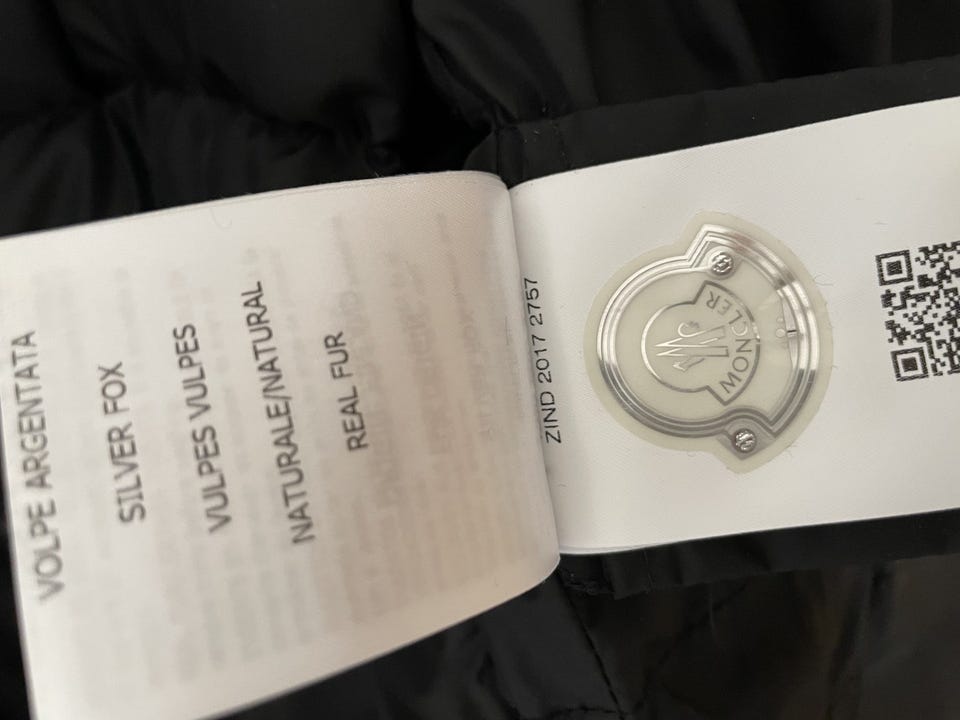 VOLPE ARGENTATA
SILVER FOX
VULPES VULPES
NATURALE/NATURAL
REAL FUR
ZIND 2017 2757
MONCLER